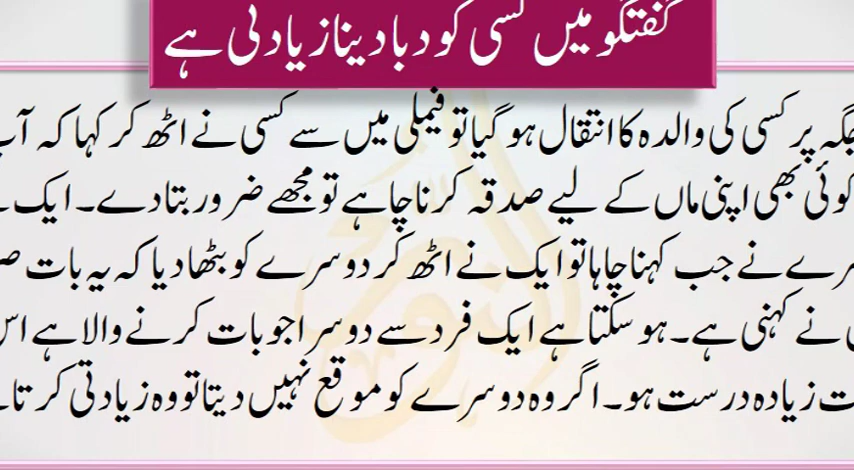 گفتگو میں کسی کو دبا دینا زیادتی ہے
جگہ پر کسی کی والدہ کا انتقال ہو گیا تو فیملی میں سے کسی نے اٹھ کر کہا کہ
کوئی بھی اپنی ماں کے لیے صدقہ کرنا چاہے تو مجھے ضرور بتا دے۔ ایک
نے جب کہنا چاہا تو ایک نے اٹھ کر دوسرے کو بٹھا دیا کہ یہ بات
نے کہنی ہے۔ ہو سکتا ہے ایک فرد سے دوسرا جو بات کرنے والا ہے اس
زیادہ درست ہو۔ اگر وہ دوسرے کو موقع نہیں دیتا تو وہ زیادتی کرتا